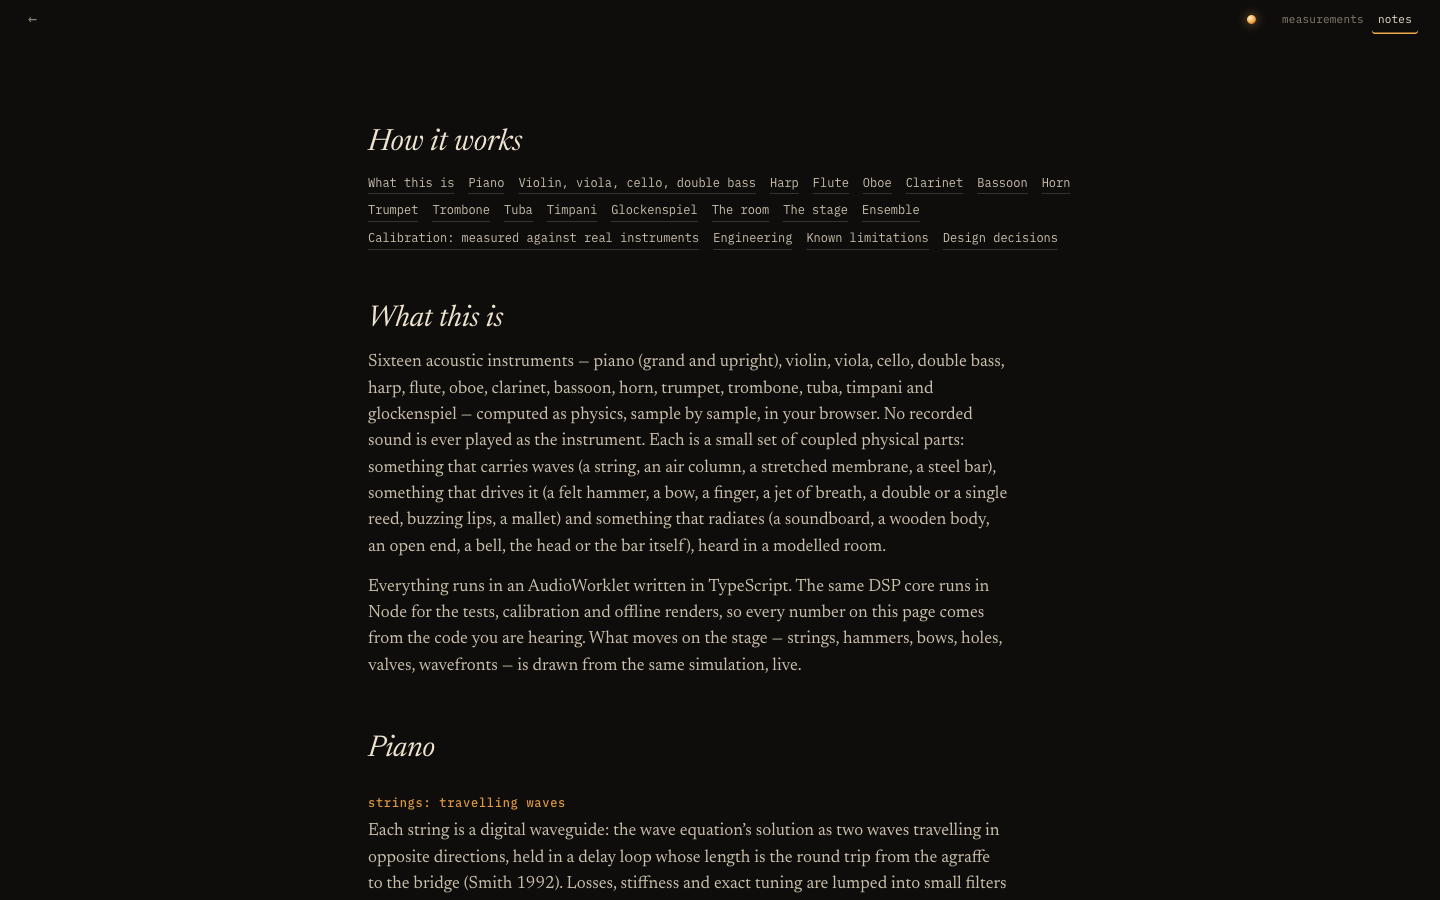 ←
measurements notes
How it works
What this is Piano Violin, viola, cello, double bass Harp Flute Oboe Clarinet Bassoon Horn
Trumpet Trombone Tuba Timpani Glockenspiel The room The stage Ensemble
Calibration: measured against real instruments Engineering Known limitations Design decisions
What this is
Sixteen acoustic instruments — piano (grand and upright), violin, viola, cello, double bass,
harp, flute, oboe, clarinet, bassoon, horn, trumpet, trombone, tuba, timpani and
glockenspiel — computed as physics, sample by sample, in your browser. No recorded
sound is ever played as the instrument. Each is a small set of coupled physical parts:
something that carries waves (a string, an air column, a stretched membrane, a steel bar),
something that drives it (a felt hammer, a bow, a finger, a jet of breath, a double or a single
reed, buzzing lips, a mallet) and something that radiates (a soundboard, a wooden body,
an open end, a bell, the head or the bar itself), heard in a modelled room.
Everything runs in an AudioWorklet written in TypeScript. The same DSP core runs in
Node for the tests, calibration and offline renders, so every number on this page comes
from the code you are hearing. What moves on the stage — strings, hammers, bows, holes,
valves, wavefronts — is drawn from the same simulation, live.
Piano
strings: travelling waves
Each string is a digital waveguide: the wave equation’s solution as two waves travelling in
opposite directions, held in a delay loop whose length is the round trip from the agraffe
to the bridge (Smith 1992). Losses, stiffness and exact tuning are lumped into small filters